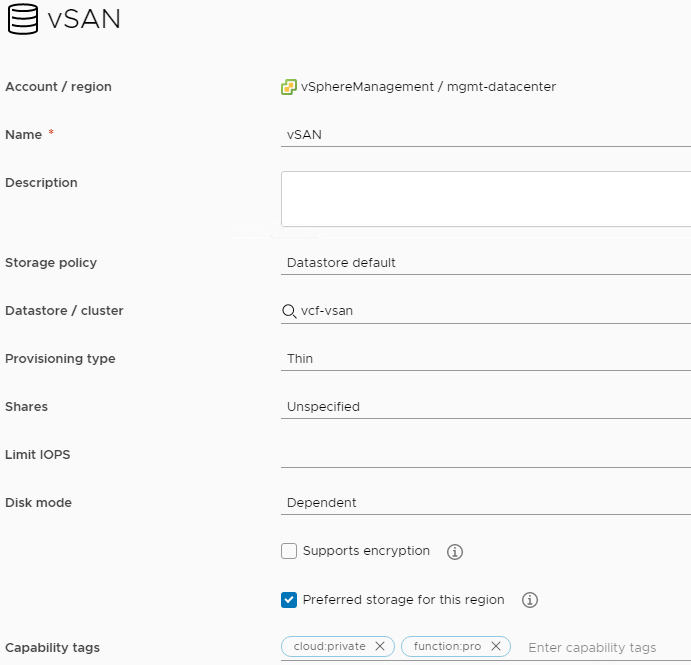 vSAN
Account / region vSphereManagement / mgmt-datacenter
Name * vSAN
Description
Storage policy Datastore default
Datastore / cluster vcf-vsan
Provisioning type Thin
Shares Unspecified
Limit IOPS
Disk mode Dependent
Supports encryption
Preferred storage for this region
Capability tags cloud:private function:pro Enter capability tags